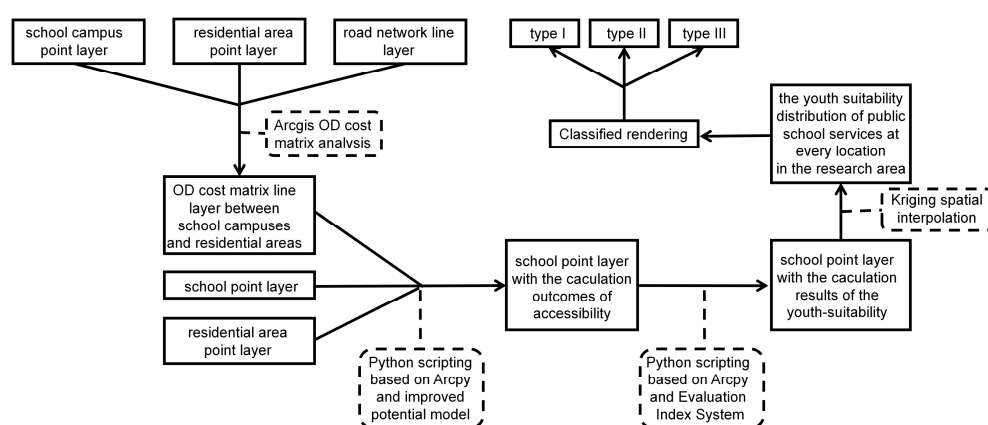 school campus
point layer
residential area
point layer
road network line
layer
type I
type II
type III
Arcgis OD cost
matrix analysis
Classified rendering
the youth suitability
distribution of public
school services at
every location
in the research area
OD cost matrix line
layer between
school campuses
and residential areas
Kriging spatial
interpolation
school point layer
residential area
point layer
school point layer
with the caculation
outcomes of
accessibility
school point layer
with the caculation
results of the
youth-suitability
Python scripting
based on Arcpy
and improved
potential model
Python scripting
based on Arcpy
and Evaluation
Index System